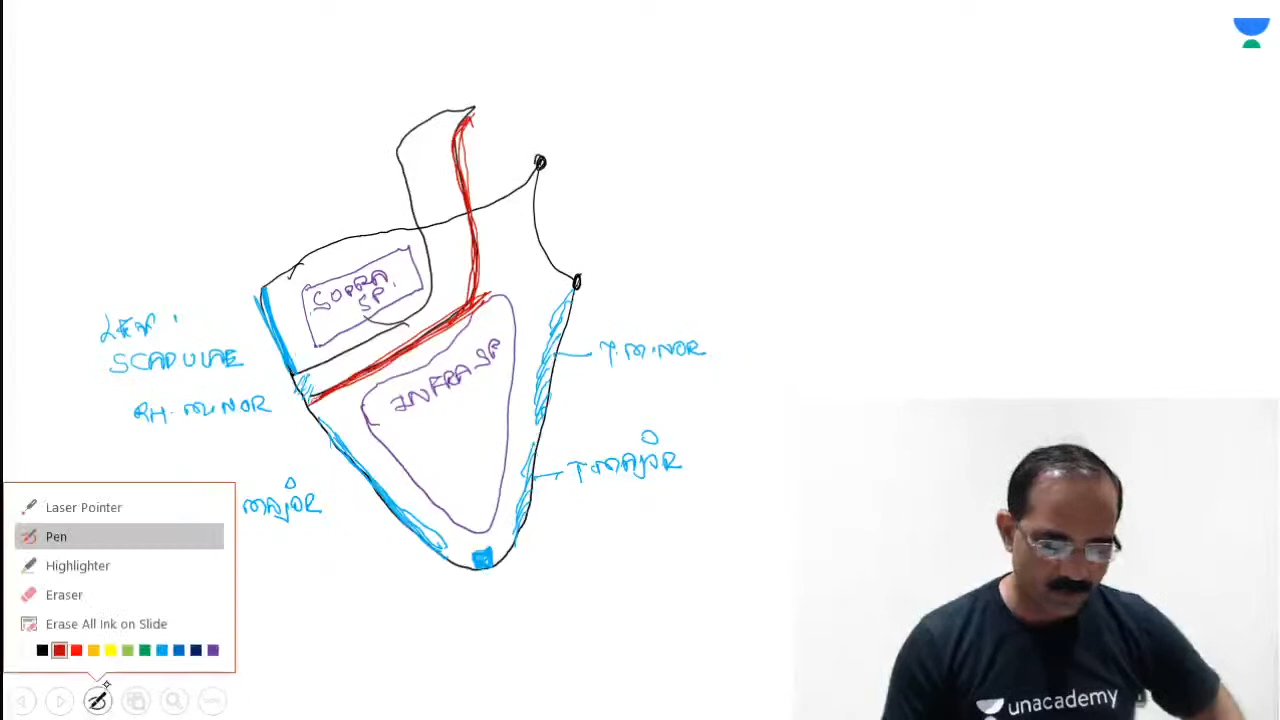 SUPRA
SP.
LEV.
SCAPULAE
RH. MINOR
MAJOR
INFRA SP
T. MINOR
T. MAJOR
Laser Pointer
Pen
Highlighter
Eraser
Erase All Ink on Slide
unacademy